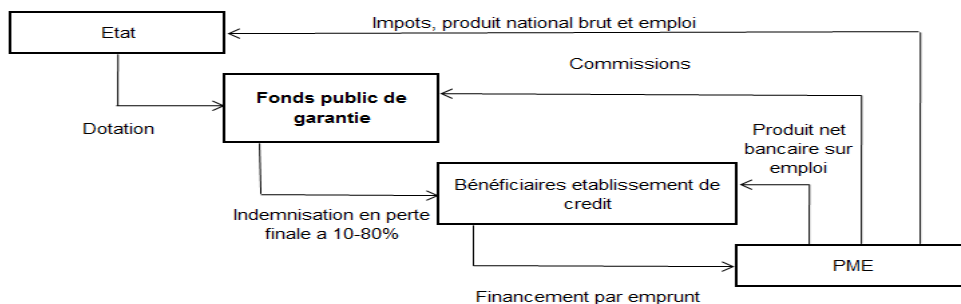 Impots, produit national brut et emploi
Etat
Commissions
Fonds public de
garantie
Dotation
Produit net
bancaire sur
emploi
Bénéficiaires etablissement de
credit
Indemnisation en perte
finale a 10-80%
PME
Financement par emprunt